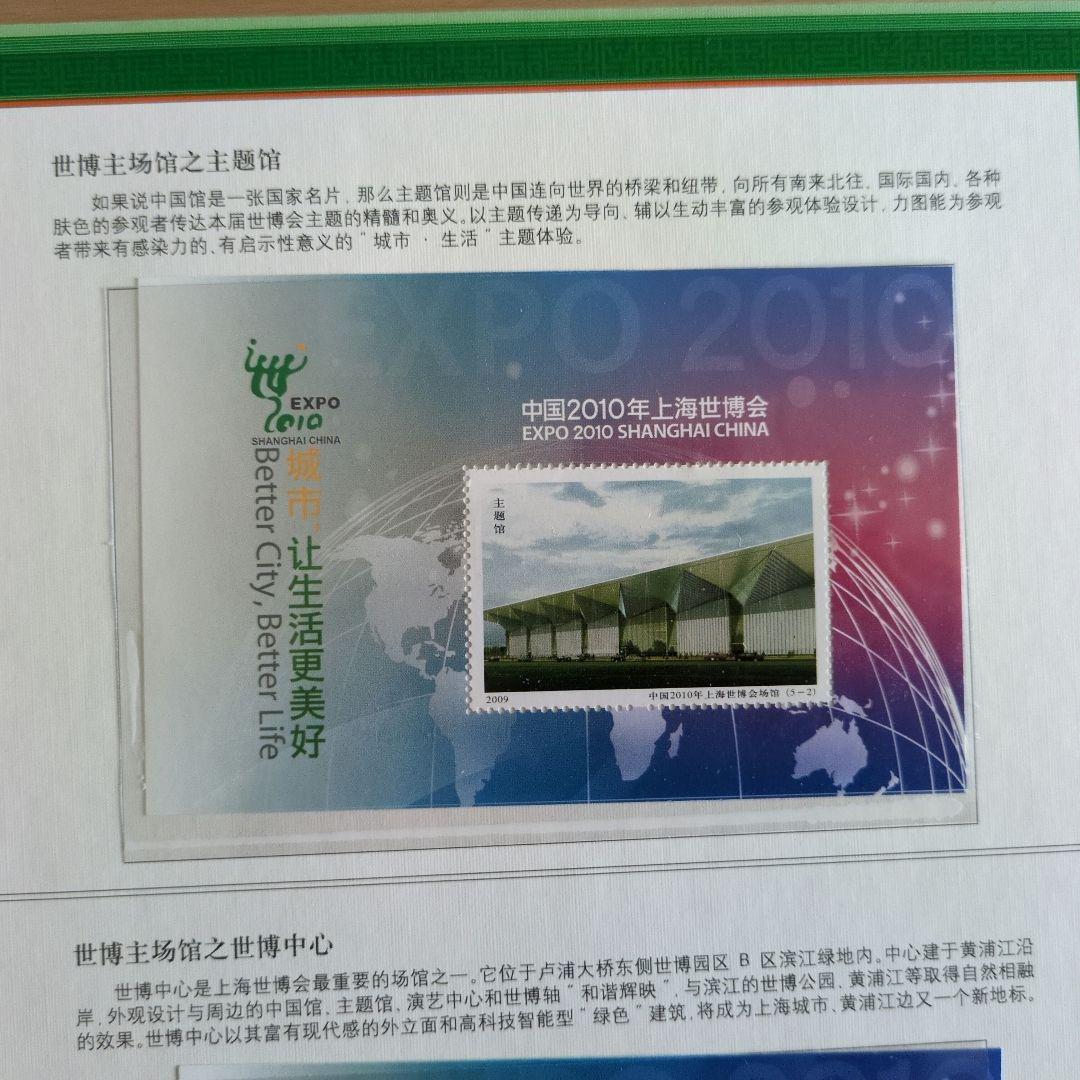 世博主场馆之主题馆
如果说中国馆是一张国家名片，那么主题馆则是中国连向世界的桥梁和纽带，向所有南来北往、国际国内、各种
肤色的参观者传达本届世博会主题的精髓和奥义。以主题传递为导向、辅以生动丰富的参观体验设计，力图能为参观
者带来有感染力的、有启示性意义的“城市·生活”主题体验。
EXPO 2010
EXPO
2010
SHANGHAI CHINA
城市，让生活更美好
Better City, Better Life
中国2010年上海世博会
EXPO 2010 SHANGHAI CHINA
主题馆
2009
中国2010年上海世博会场馆 (5-2)
世博主场馆之世博中心
世博中心是上海世博会最重要的场馆之一。它位于卢浦大桥东侧世博园区 B 区滨江绿地内。中心建于黄浦江沿
岸，外观设计与周边的中国馆、主题馆、演艺中心和世博轴“和谐辉映”，与滨江的世博公园、黄浦江等取得自然相融
的效果。世博中心以其富有现代感的外立面和高科技智能型“绿色”建筑，将成为上海城市、黄浦江边又一个新地标。